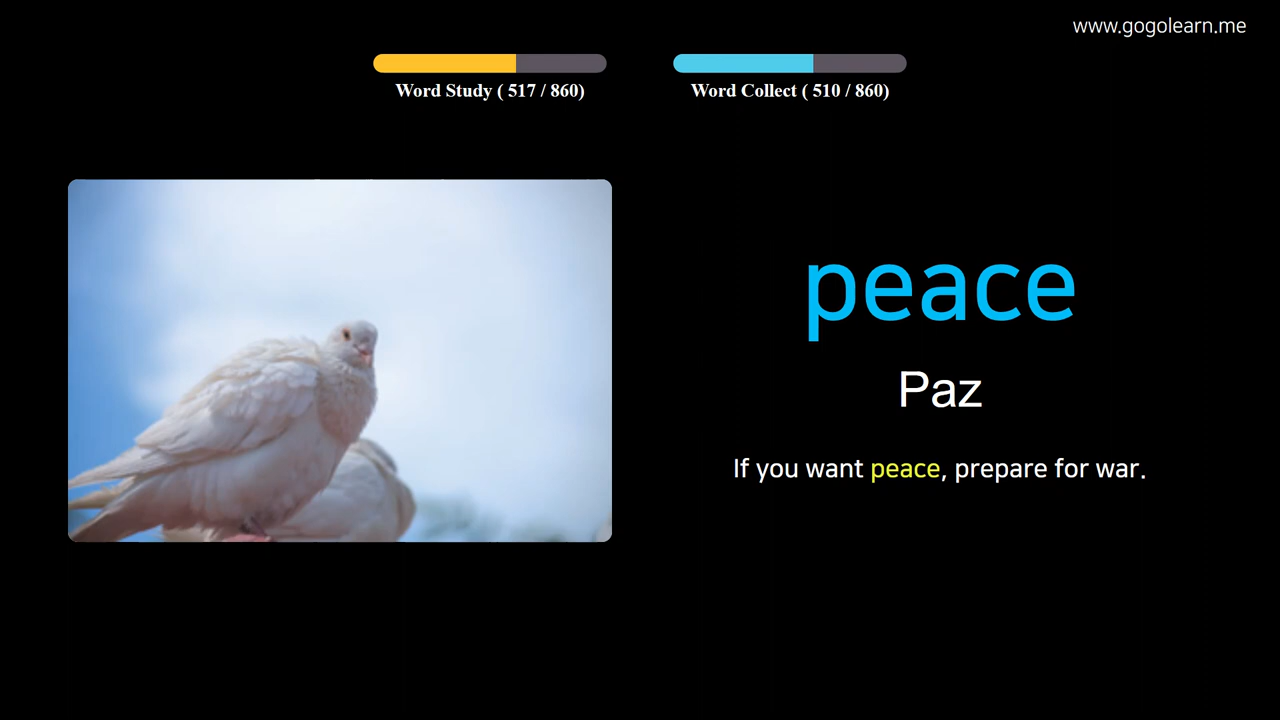 www.gogolearn.me
Word Study ( 517 / 860)
Word Collect ( 510 / 860)
peace
Paz
If you want peace, prepare for war.